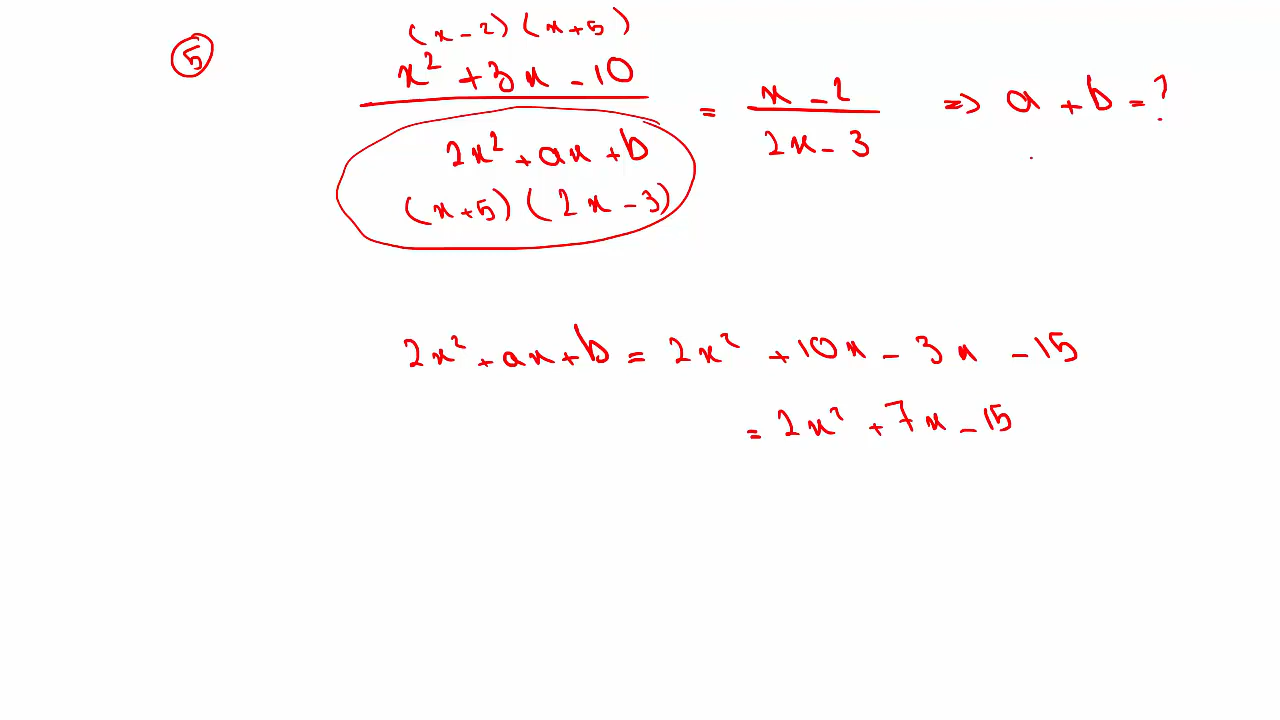 ⑤
(x-2)(x+5)
x² + 3x - 10
2x² + ax + b
(x+5)(2x-3)
= x-2
2x-3
=> a + b = ?
2x² + ax + b = 2x² + 10x - 3x - 15
= 2x² + 7x - 15